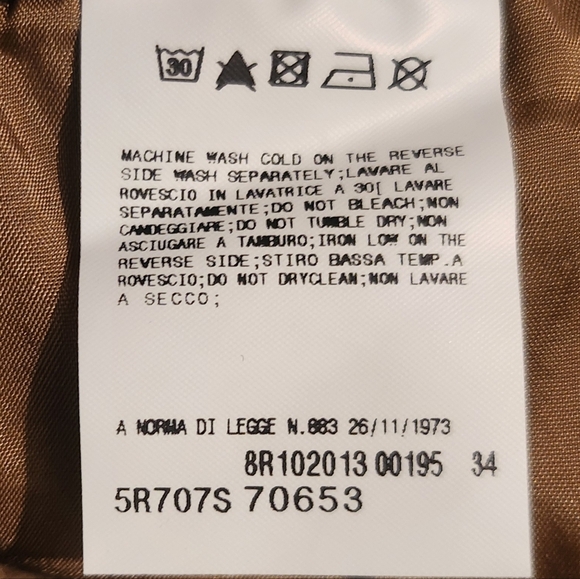 30
MACHINE WASH COLD ON THE REVERSE
SIDE WASH SEPARATELY;LAVARE AL
ROVESCIO IN LAVATRICE A 30[ LAVARE
SEPARATAMENTE;DO NOT BLEACH;NON
CANDEGGIARE;DO NOT TUMBLE DRY;NON
ASCIUGARE A TAMBURO;IRON LOW ON THE
REVERSE SIDE;STIRO BASSA TEMP.A
ROVESCIO;DO NOT DRYCLEAN;NON LAVARE
A SECCO;
A NORMA DI LEGGE N.883 26/11/1973
8R102013 00195 34
5R707S 70653